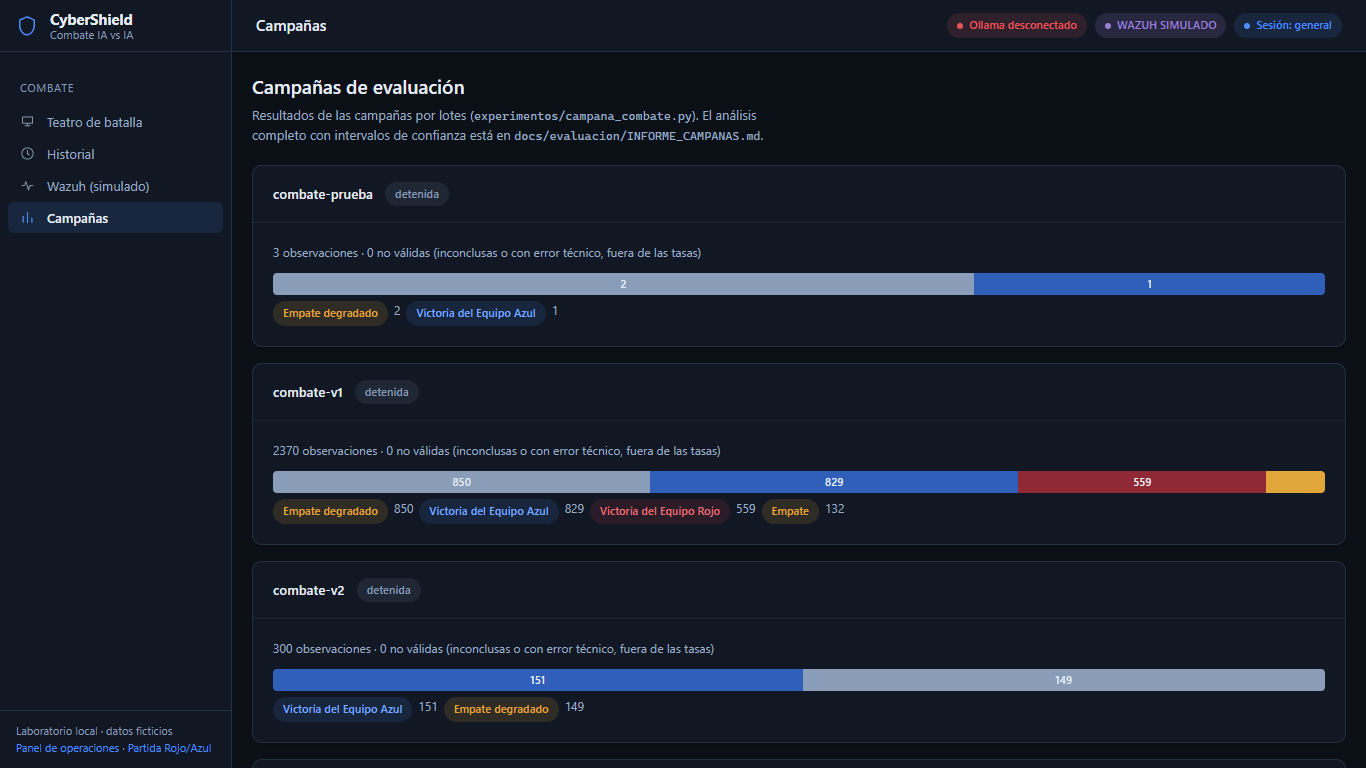 CyberShield
Combate IA vs IA
COMBATE
Teatro de batalla
Historial
Wazuh (simulado)
Campañas
Laboratorio local · datos ficticios
Panel de operaciones · Partida Rojo/Azul
Campañas
Ollama desconectado
WAZUH SIMULADO
Sesión: general
Campañas de evaluación
Resultados de las campañas por lotes (experimentos/campana_combate.py). El análisis
completo con intervalos de confianza está en docs/evaluacion/INFORME_CAMPANAS.md.
combate-prueba detenida
3 observaciones · 0 no válidas (inconclusas o con error técnico, fuera de las tasas)
2 1
Empate degradado 2 Victoria del Equipo Azul 1
combate-v1 detenida
2370 observaciones · 0 no válidas (inconclusas o con error técnico, fuera de las tasas)
850 829 559
Empate degradado 850 Victoria del Equipo Azul 829 Victoria del Equipo Rojo 559 Empate 132
combate-v2 detenida
300 observaciones · 0 no válidas (inconclusas o con error técnico, fuera de las tasas)
151 149
Victoria del Equipo Azul 151 Empate degradado 149